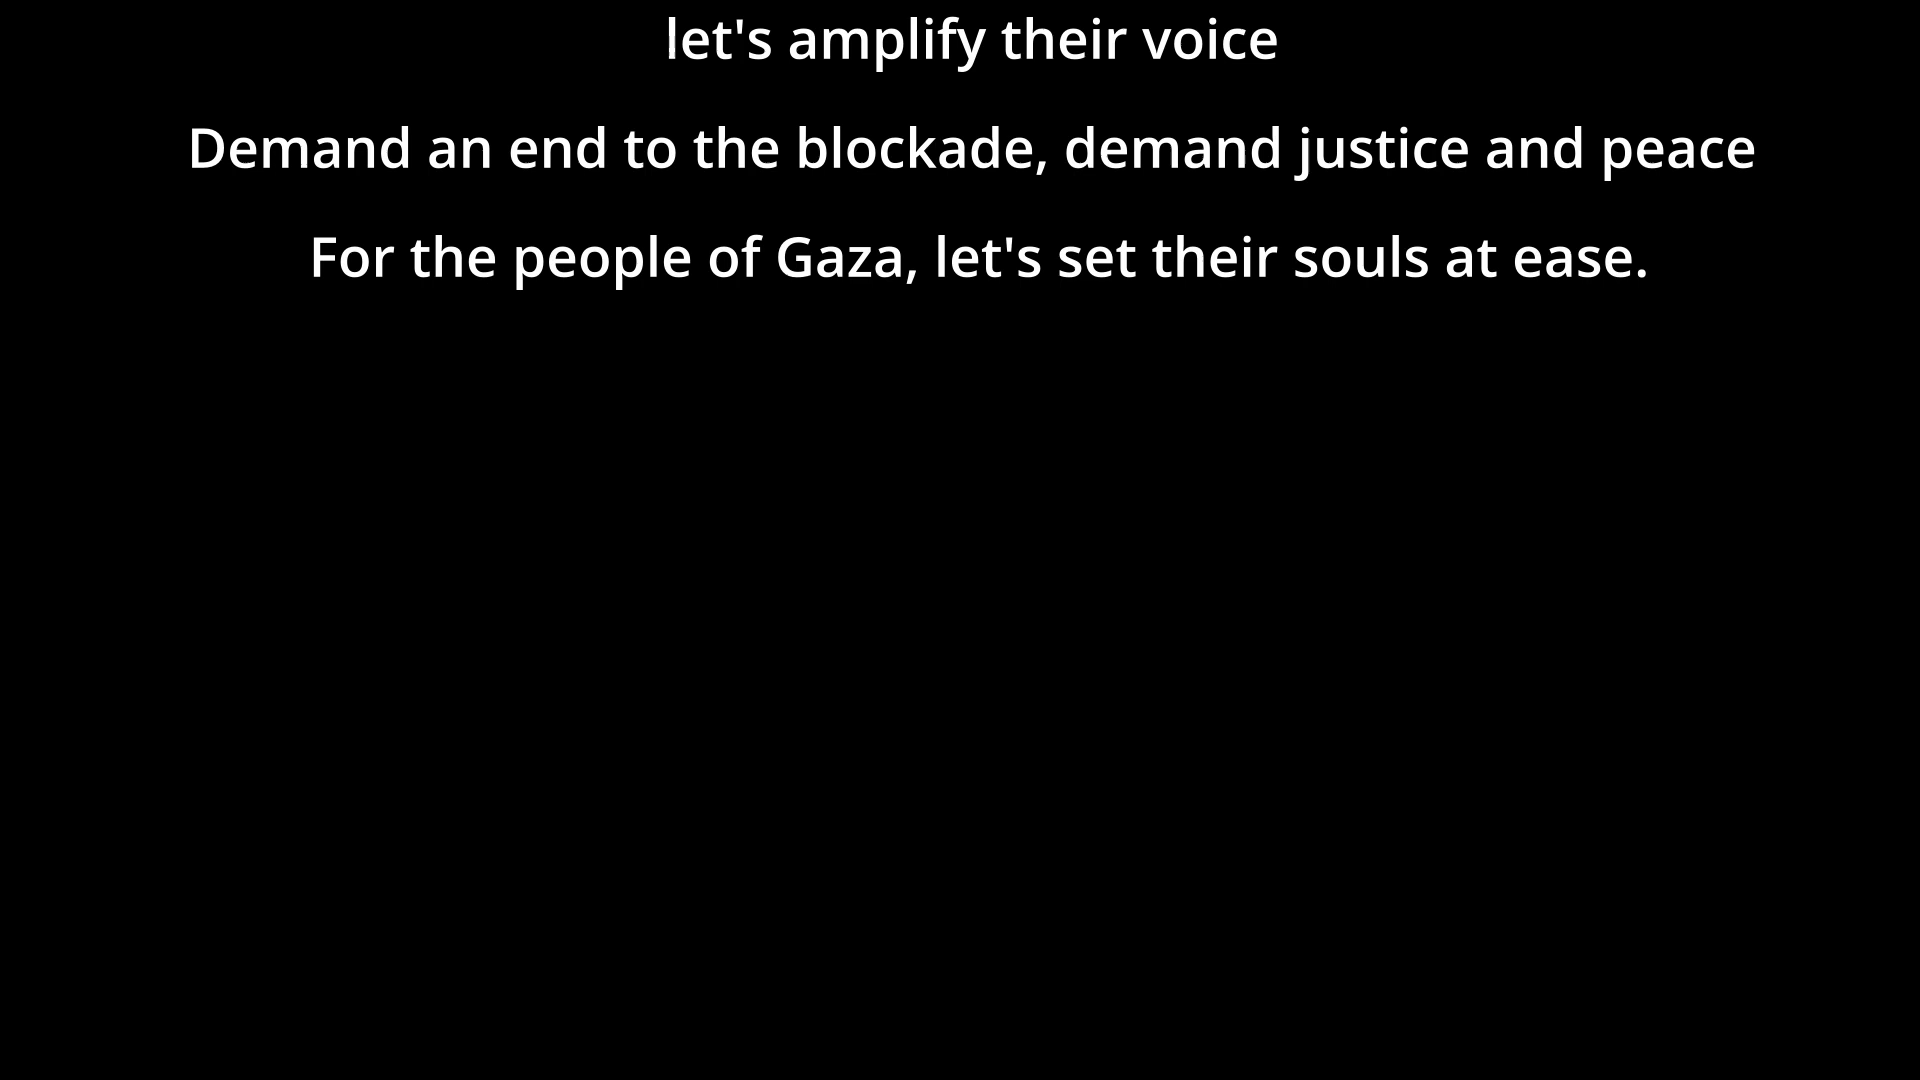 let's amplify their voice
Demand an end to the blockade, demand justice and peace
For the people of Gaza, let's set their souls at ease.